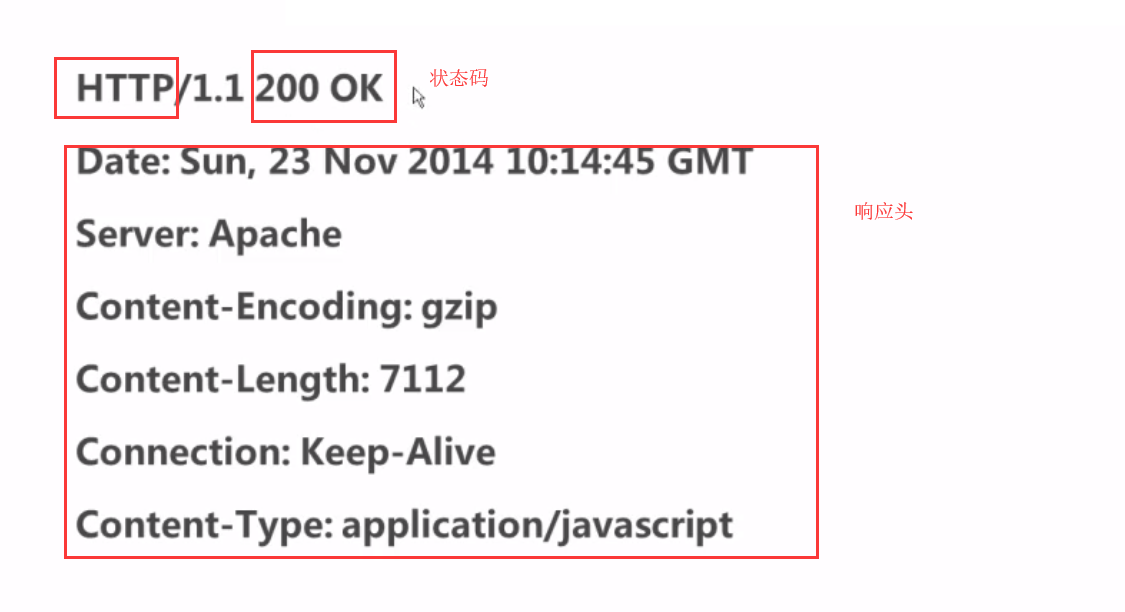 HTTP/1.1 200 OK 状态码
Date: Sun, 23 Nov 2014 10:14:45 GMT
响应头
Server: Apache
Content-Encoding: gzip
Content-Length: 7112
Connection: Keep-Alive
Content-Type: application/javascript